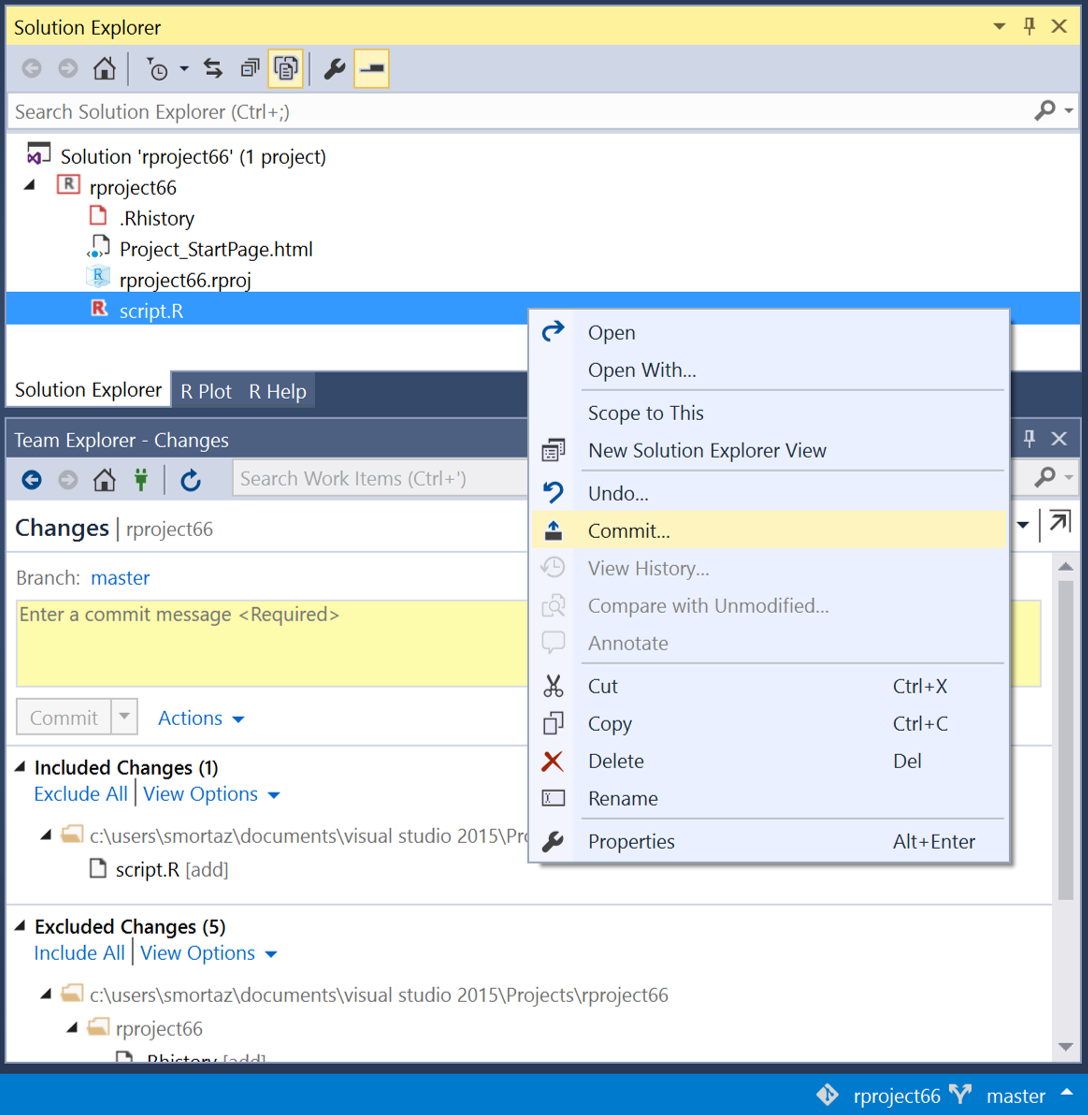 Solution Explorer
Search Solution Explorer (Ctrl+;)
Solution 'rproject66' (1 project)
R rproject66
.Rhistory
Project_StartPage.html
R rproject66.rproj
R script.R
Solution Explorer R Plot R Help
Team Explorer - Changes
Search Work Items (Ctrl+')
Changes | rproject66
Branch: master
Enter a commit message <Required>
Commit Actions
Included Changes (1)
Exclude All | View Options
c:\users\smortaz\documents\visual studio 2015\Pro
script.R [add]
Excluded Changes (5)
Include All | View Options
c:\users\smortaz\documents\visual studio 2015\Projects\rproject66
rproject66
.Rhistory [add]
Open
Open With...
Scope to This
New Solution Explorer View
Undo...
Commit...
View History...
Compare with Unmodified...
Annotate
Cut Ctrl+X
Copy Ctrl+C
Delete Del
Rename
Properties Alt+Enter
rproject66 master